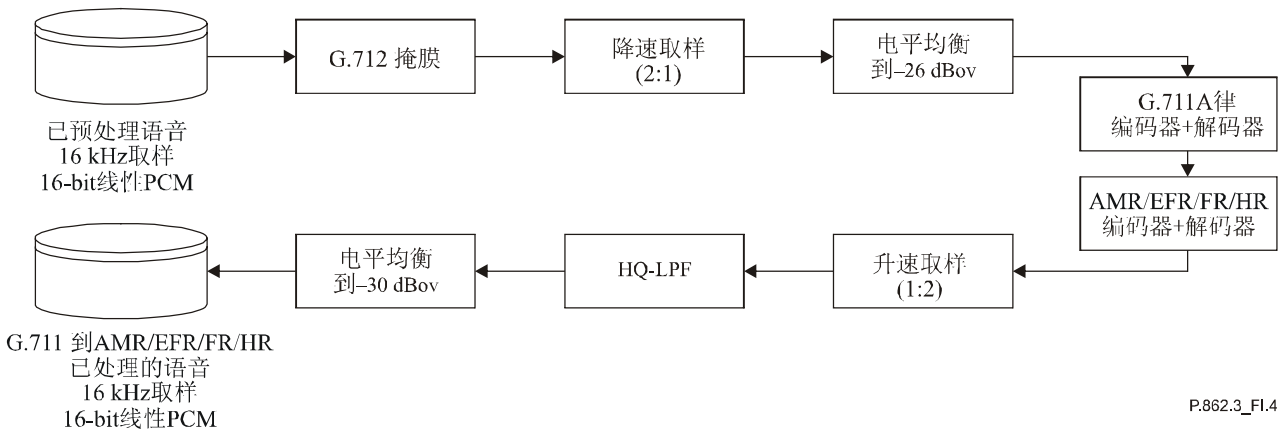 已预处理语音
16 kHz取样
16-bit线性PCM
G.712 掩膜
降速取样
(2:1)
电平均衡
到–26 dBov
G.711A律
编码器+解码器
AMR/EFR/FR/HR
编码器+解码器
升速取样
(1:2)
HQ-LPF
电平均衡
到–30 dBov
G.711 到AMR/EFR/FR/HR
已处理的语音
16 kHz取样
16-bit线性PCM
P.862.3_FI.4